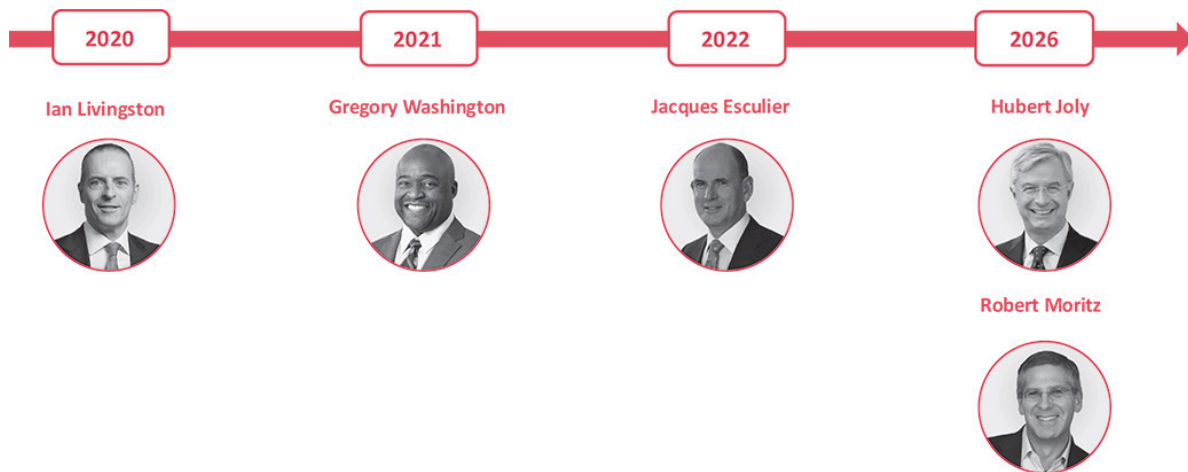 2020
2021
2022
2026
Ian Livingston
Gregory Washington
Jacques Esculier
Hubert Joly
Robert Moritz